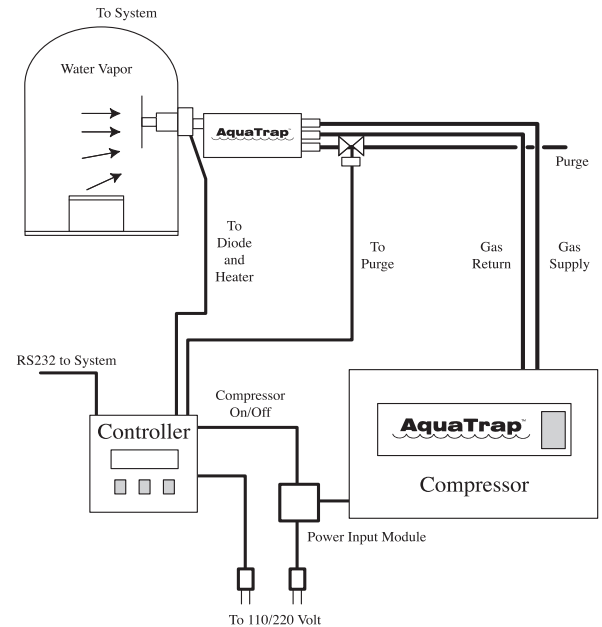 To System
Water Vapor
AquaTrap
Purge
To
Diode
and
Heater
To
Purge
Gas
Return
Gas
Supply
RS232 to System
Compressor
On/Off
Controller
AquaTrap™
Compressor
Power Input Module
To 110/220 Volt